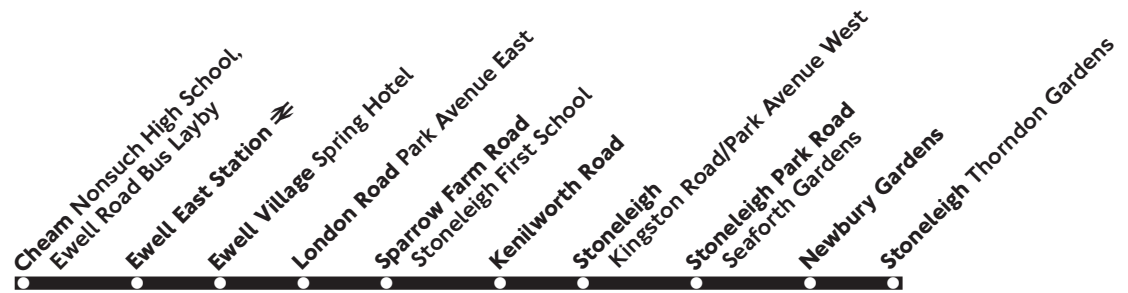 Cheam Nonsuch High School,
Ewell Road Bus Layby
Ewell East Station
Ewell Village Spring Hotel
London Road Park Avenue East
Sparrow Farm Road
Stoneleigh First School
Kenilworth Road
Stoneleigh
Kingston Road/Park Avenue West
Stoneleigh Park Road
Seaforth Gardens
Newbury Gardens
Stoneleigh Thorndon Gardens